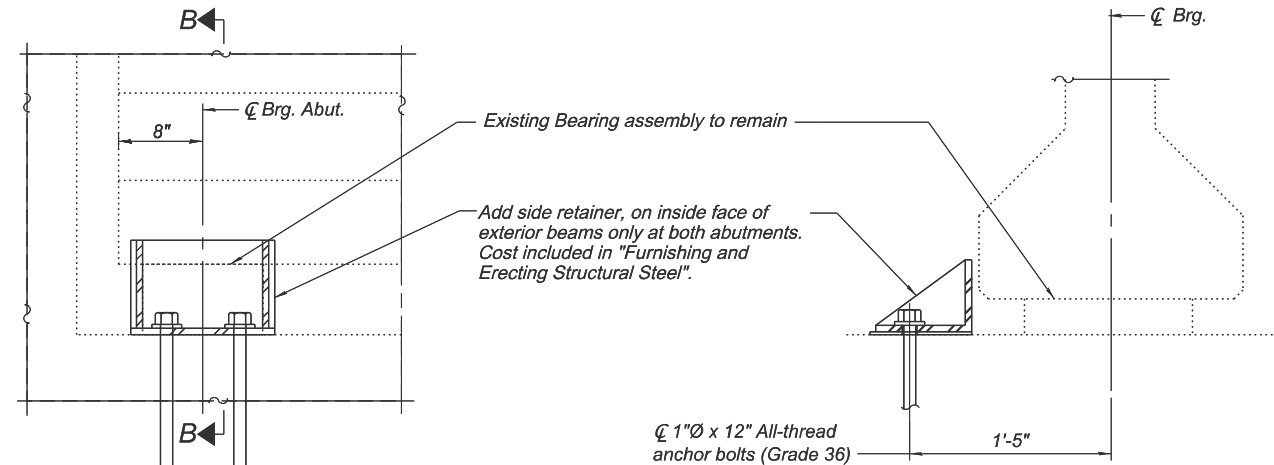 B
℄ Brg.
℄ Brg. Abut.
8"
Existing Bearing assembly to remain
Add side retainer, on inside face of
exterior beams only at both abutments.
Cost included in "Furnishing and
Erecting Structural Steel".
B
℄ 1"Ø x 12" All-thread
anchor bolts (Grade 36)
1'-5"